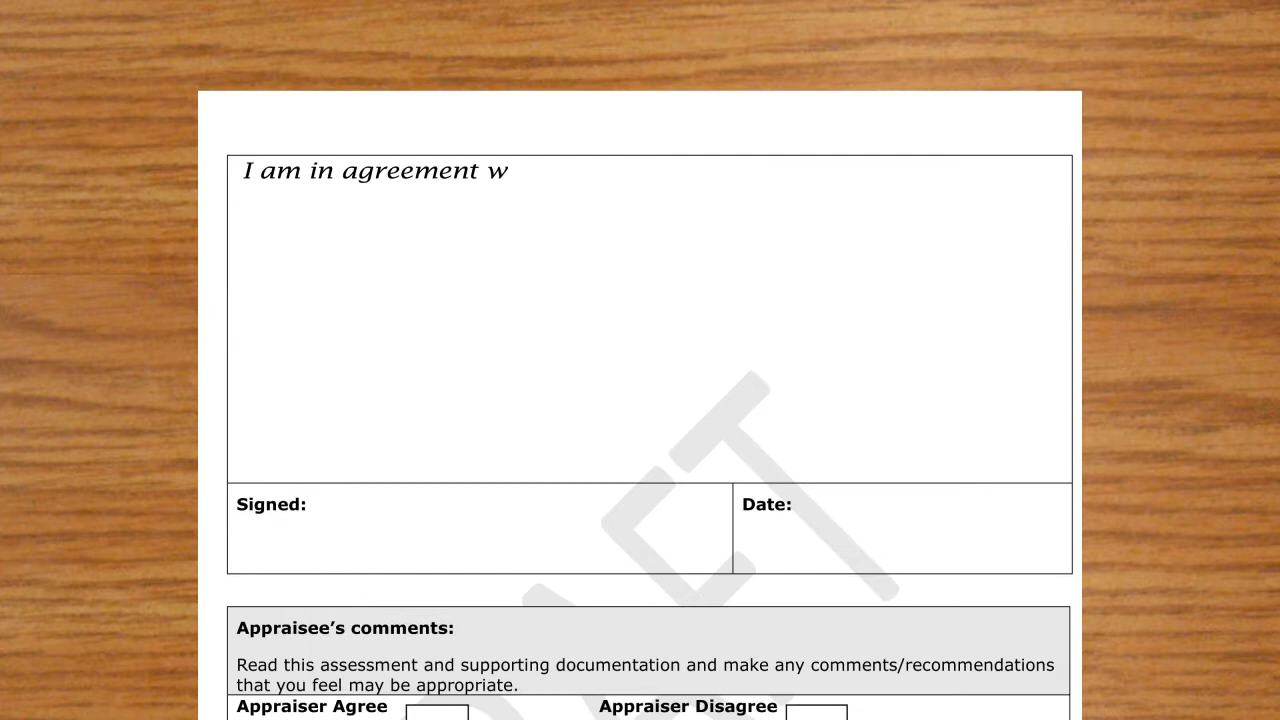 I am in agreement w
Signed:
Date:
Appraisee’s comments:
Read this assessment and supporting documentation and make any comments/recommendations
that you feel may be appropriate.
Appraiser Agree
Appraiser Disagree
DRAFT